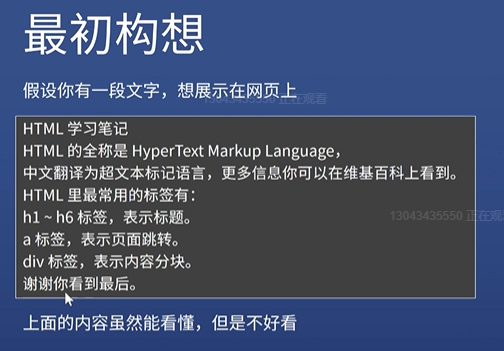 最初构想
假设你有一段文字，想展示在网页上
13043435550 正在观看
HTML 学习笔记
HTML 的全称是 HyperText Markup Language，
中文翻译为超文本标记语言，更多信息你可以在维基百科上看到。
HTML 里最常用的标签有：
h1 ~ h6 标签，表示标题。
13043435550 正在观
a 标签，表示页面跳转。
div 标签，表示内容分块。
谢谢你看到最后。
上面的内容虽然能看懂，但是不好看